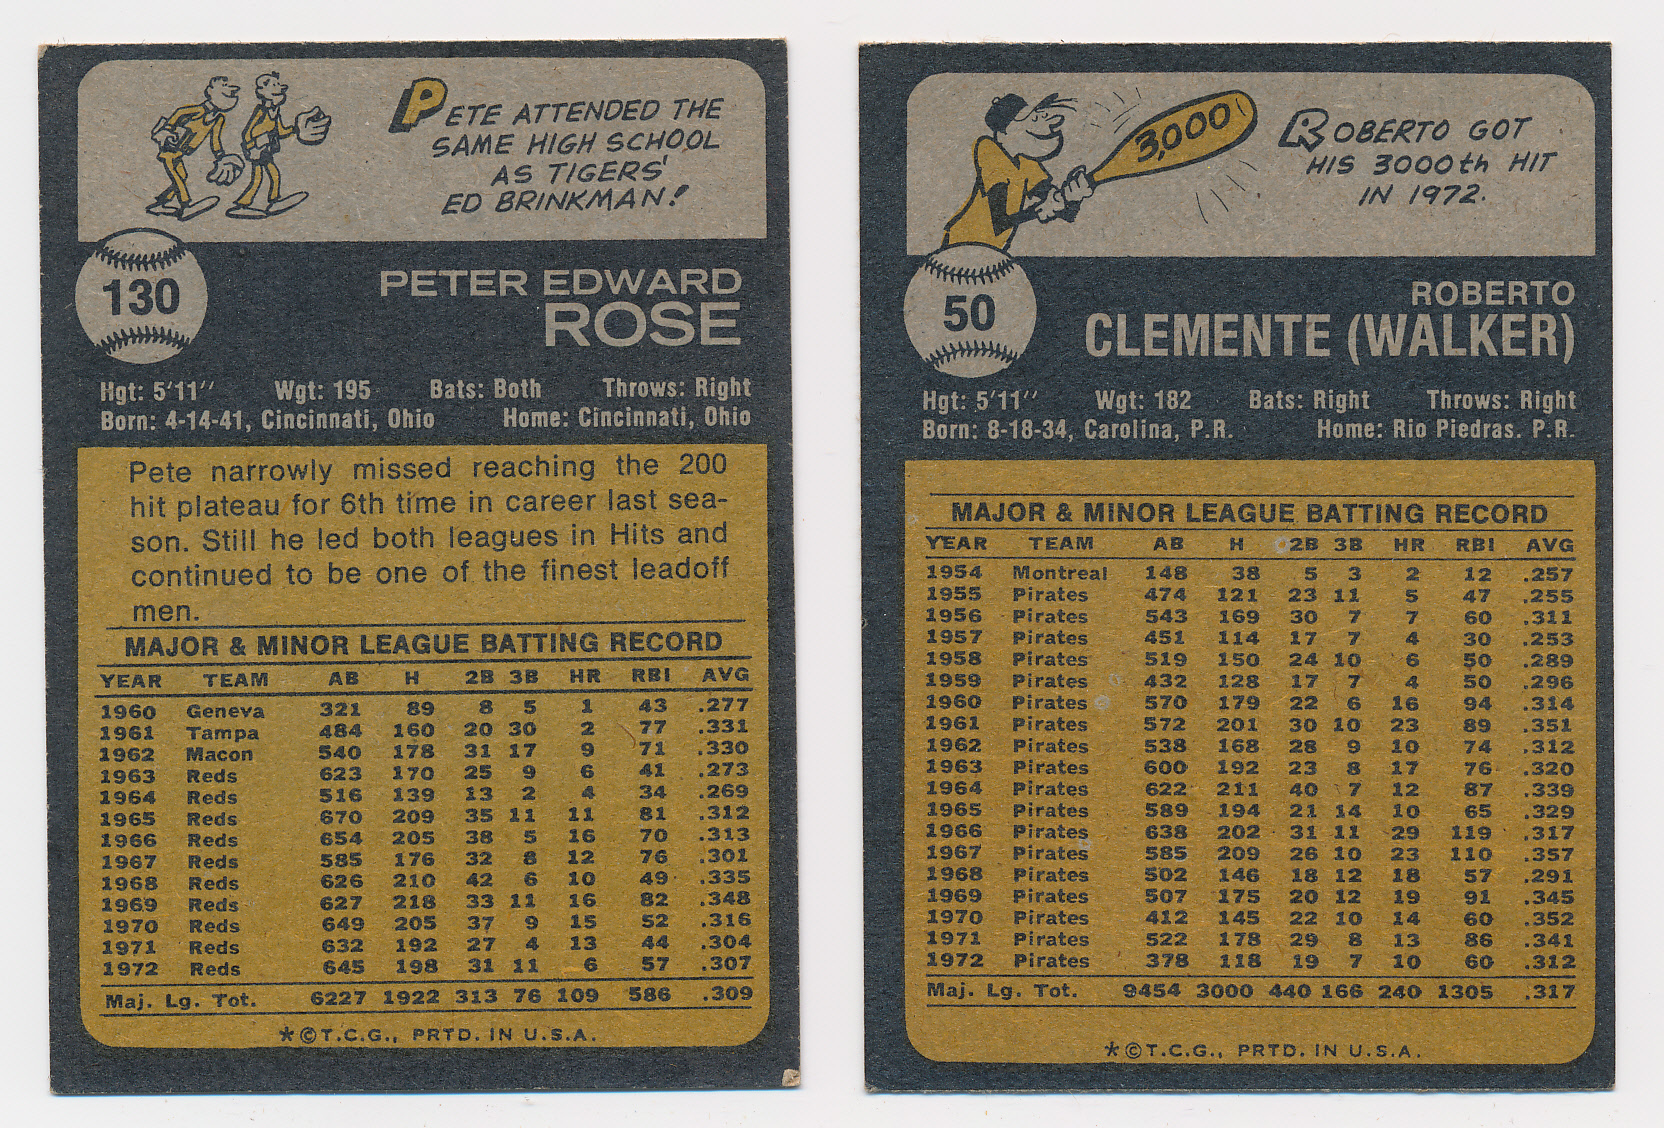 PETE ATTENDED THE
SAME HIGH SCHOOL
AS TIGERS'
ED BRINKMAN!
130
PETER EDWARD
ROSE
Hgt: 5'11" Wgt: 195 Bats: Both Throws: Right
Born: 4-14-41, Cincinnati, Ohio Home: Cincinnati, Ohio
Pete narrowly missed reaching the 200
hit plateau for 6th time in career last sea-
son. Still he led both leagues in Hits and
continued to be one of the finest leadoff
men.
MAJOR & MINOR LEAGUE BATTING RECORD
YEAR TEAM AB H 2B 3B HR RBI AVG
1960 Geneva 321 89 8 5 1 43 .277
1961 Tampa 484 160 20 30 2 77 .331
1962 Macon 540 178 31 17 9 71 .330
1963 Reds 623 170 25 9 6 41 .273
1964 Reds 516 139 13 2 4 34 .269
1965 Reds 670 209 35 11 11 81 .312
1966 Reds 654 205 38 5 16 70 .313
1967 Reds 585 176 32 8 12 76 .301
1968 Reds 626 210 42 6 10 49 .335
1969 Reds 627 218 33 11 16 82 .348
1970 Reds 649 205 37 9 15 52 .316
1971 Reds 632 192 27 4 13 44 .304
1972 Reds 645 198 31 11 6 57 .307
Maj. Lg. Tot. 6227 1922 313 76 109 586 .309
*©T.C.G., PRTD. IN U.S.A.
3,000
ROBERTO GOT
HIS 3000th HIT
IN 1972.
50
ROBERTO
CLEMENTE (WALKER)
Hgt: 5'11" Wgt: 182 Bats: Right Throws: Right
Born: 8-18-34, Carolina, P.R. Home: Rio Piedras. P.R.
MAJOR & MINOR LEAGUE BATTING RECORD
YEAR TEAM AB H 2B 3B HR RBI AVG
1954 Montreal 148 38 5 3 2 12 .257
1955 Pirates 474 121 23 11 5 47 .255
1956 Pirates 543 169 30 7 7 60 .311
1957 Pirates 451 114 17 7 4 30 .253
1958 Pirates 519 150 24 10 6 50 .289
1959 Pirates 432 128 17 7 4 50 .296
1960 Pirates 570 179 22 6 16 94 .314
1961 Pirates 572 201 30 10 23 89 .351
1962 Pirates 538 168 28 9 10 74 .312
1963 Pirates 600 192 23 8 17 76 .320
1964 Pirates 622 211 40 7 12 87 .339
1965 Pirates 589 194 21 14 10 65 .329
1966 Pirates 638 202 31 11 29 119 .317
1967 Pirates 585 209 26 10 23 110 .357
1968 Pirates 502 146 18 12 18 57 .291
1969 Pirates 507 175 20 12 19 91 .345
1970 Pirates 412 145 22 10 14 60 .352
1971 Pirates 522 178 29 8 13 86 .341
1972 Pirates 378 118 19 7 10 60 .312
Maj. Lg. Tot. 9454 3000 440 166 240 1305 .317
*©T.C.G., PRTD. IN U.S.A.